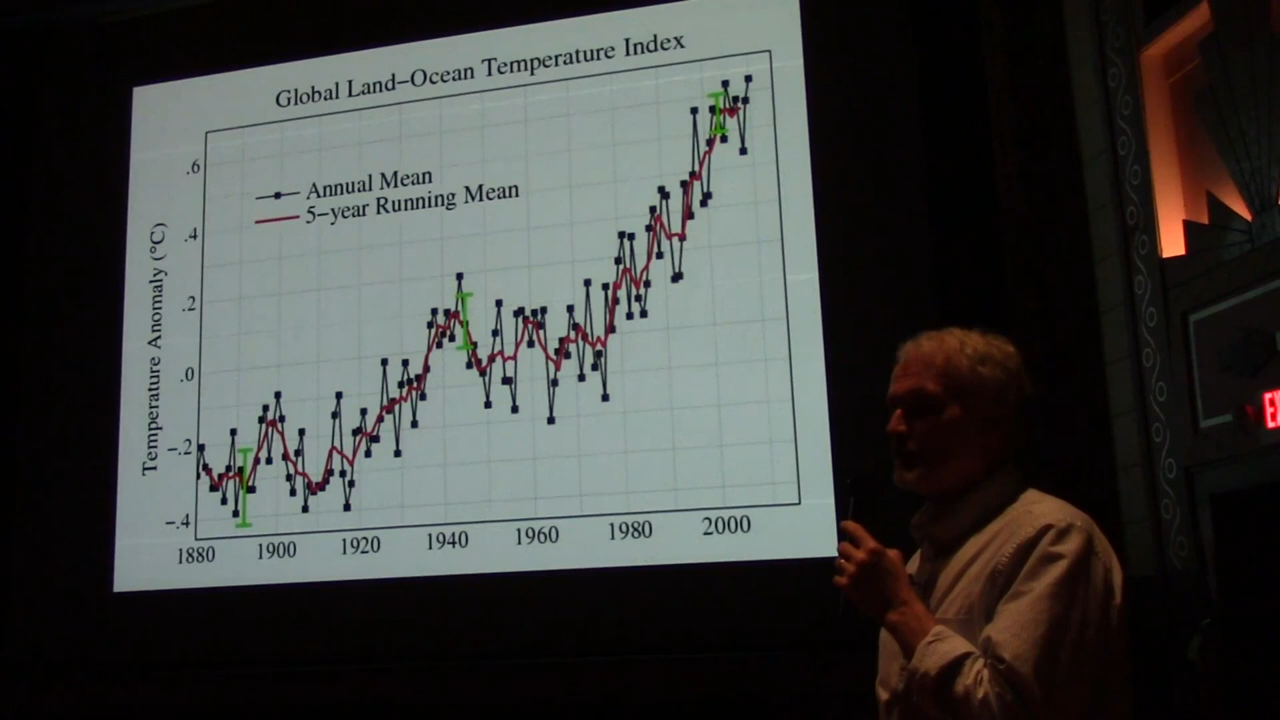 Global Land−Ocean Temperature Index
Temperature Anomaly (°C)
.6
.4
.2
.0
−.2
−.4
Annual Mean
5−year Running Mean
1880 1900 1920 1940 1960 1980 2000